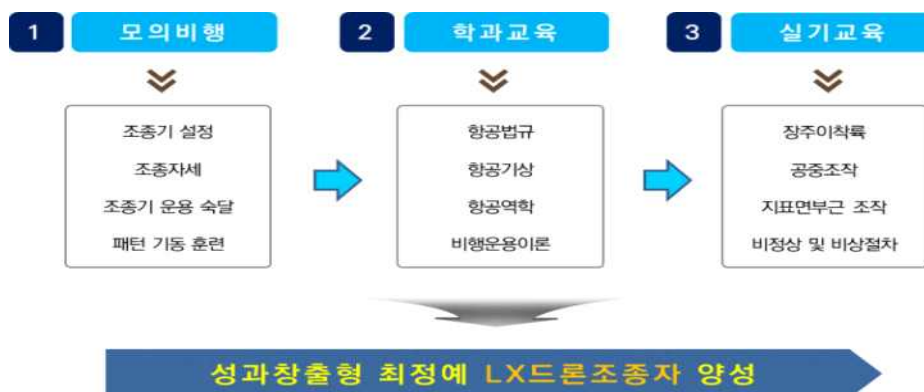 1 모의비행
조종기 설정
조종자세
조종기 운용 숙달
패턴 기동 훈련
2 학과교육
항공법규
항공기상
항공역학
비행운용이론
3 실기교육
장주이착륙
공중조작
지표면부근 조작
비정상 및 비상절차
성과창출형 최정예 LX드론조종자 양성